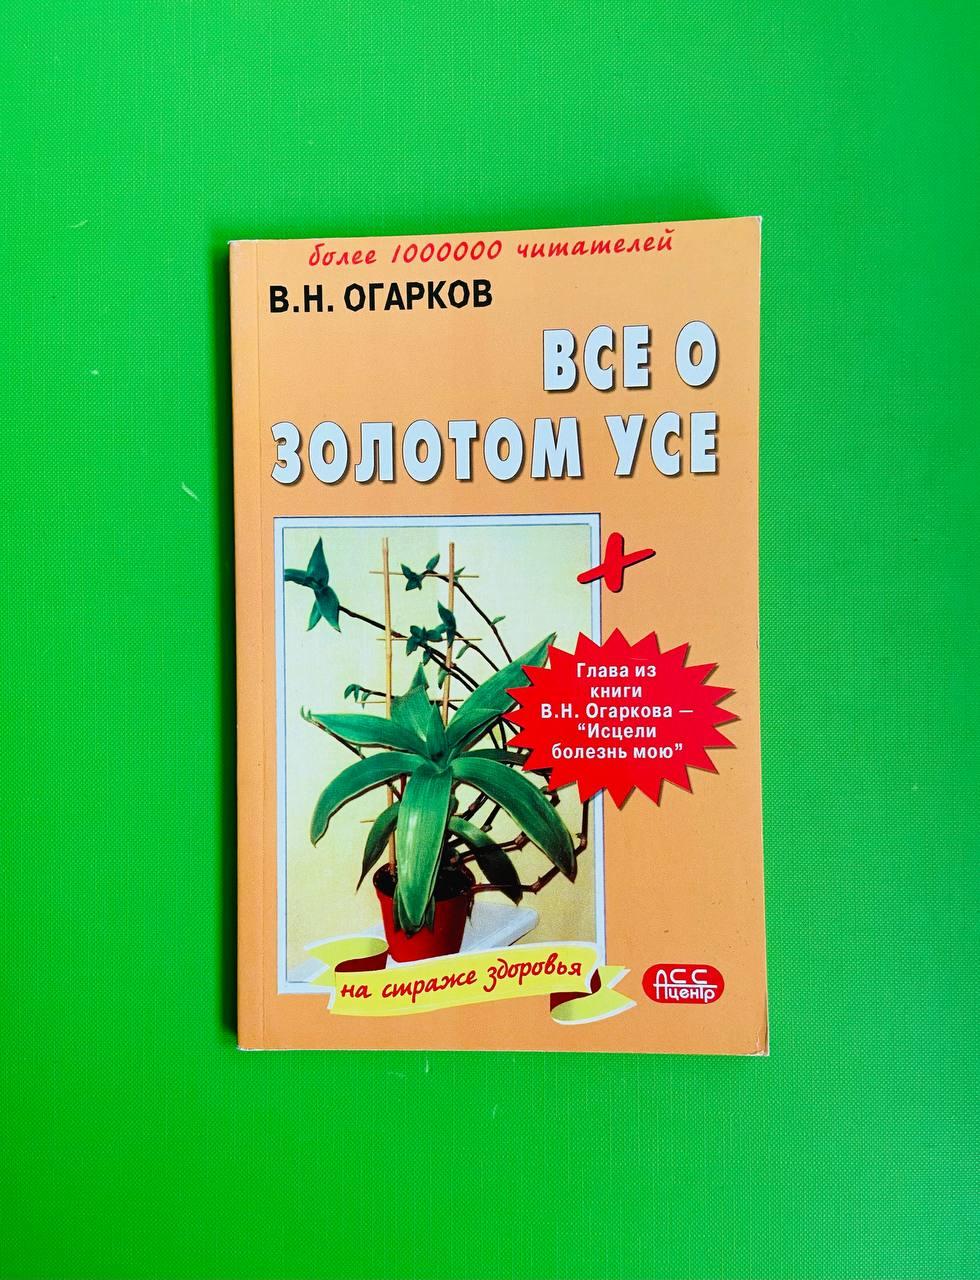 более 1000000 читателей
В.Н. ОГАРКОВ
ВСЕ О
ЗОЛОТОМ УСЕ
Глава из
книги
В.Н. Огаркова –
“Исцели
болезнь мою”
на страже здоровья
АСС
центр